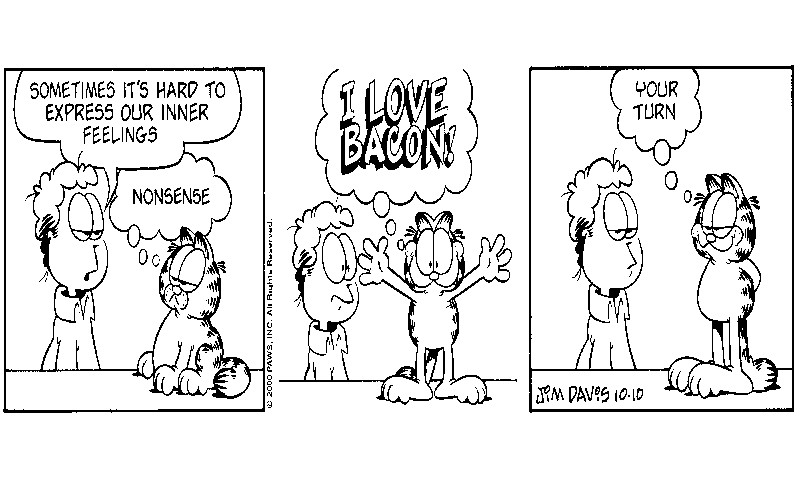 SOMETIMES IT'S HARD TO
EXPRESS OUR INNER
FEELINGS
NONSENSE
© 2000 PAWS, INC. All Rights Reserved.
I LOVE
BACON!
YOUR
TURN
JIM DAVIS 10·10